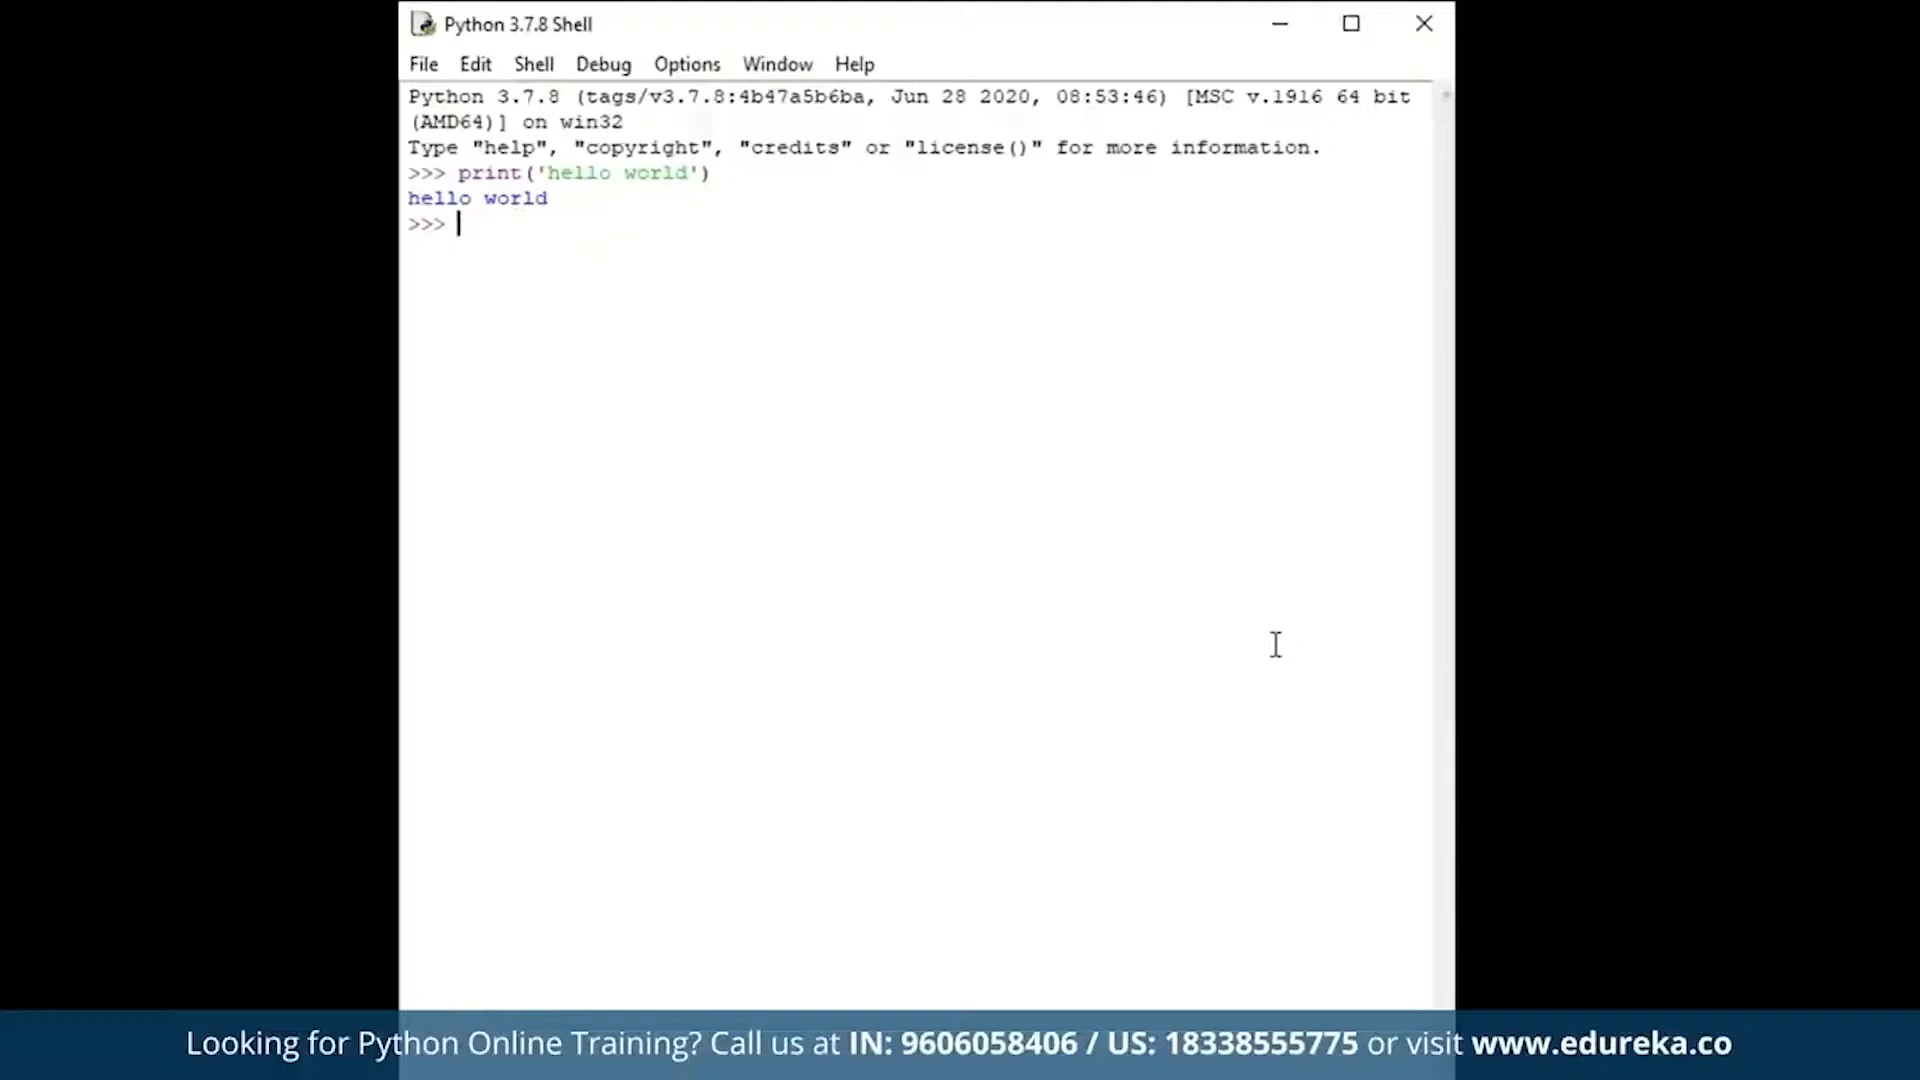 Python 3.7.8 Shell
File Edit Shell Debug Options Window Help
Python 3.7.8 (tags/v3.7.8:4b47a5b6ba, Jun 28 2020, 08:53:46) [MSC v.1916 64 bit
(AMD64)] on win32
Type "help", "copyright", "credits" or "license()" for more information.
>>> print('hello world')
hello world
>>>
Looking for Python Online Training? Call us at IN: 9606058406 / US: 18338555775 or visit www.edureka.co